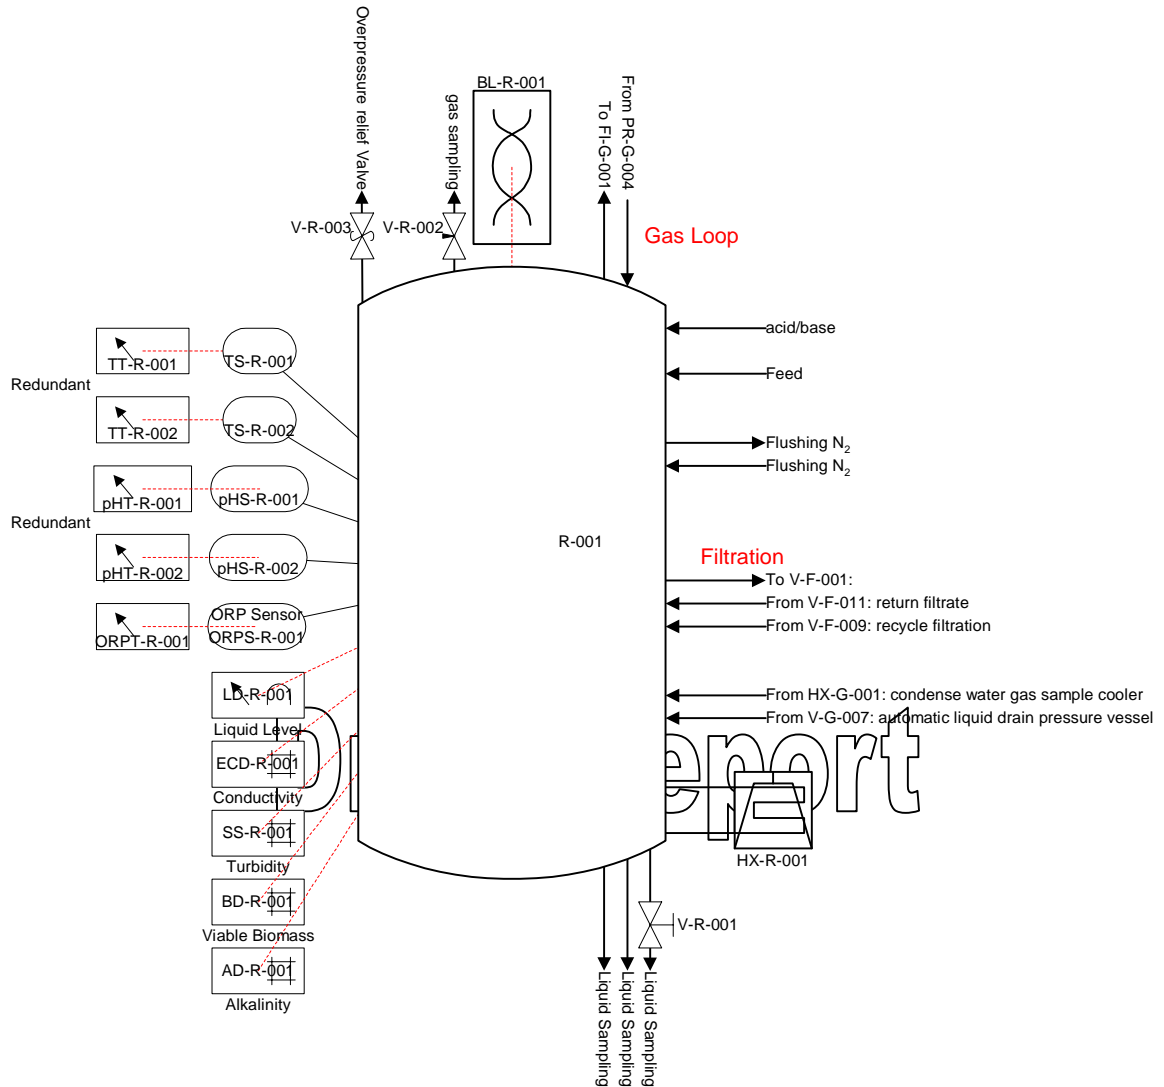 Overpressure relief Valve
gas sampling
BL-R-001
To FI-G-001
From PR-G-004
V-R-003
V-R-002
Gas Loop
acid/base
TT-R-001
TS-R-001
Feed
Redundant
TT-R-002
TS-R-002
Flushing N2
Flushing N2
pHT-R-001
pHS-R-001
Redundant
R-001
Filtration
pHT-R-002
pHS-R-002
To V-F-001:
From V-F-011: return filtrate
ORP Sensor
ORPT-R-001
ORPS-R-001
From V-F-009: recycle filtration
LD-R-001
From HX-G-001: condense water gas sample cooler
Liquid Level
From V-G-007: automatic liquid drain pressure vessel
ECD-R-001
Conductivity
SS-R-001
Turbidity
HX-R-001
BD-R-001
V-R-001
Viable Biomass
AD-R-001
Alkalinity
Liquid Sampling
Liquid Sampling
Liquid Sampling